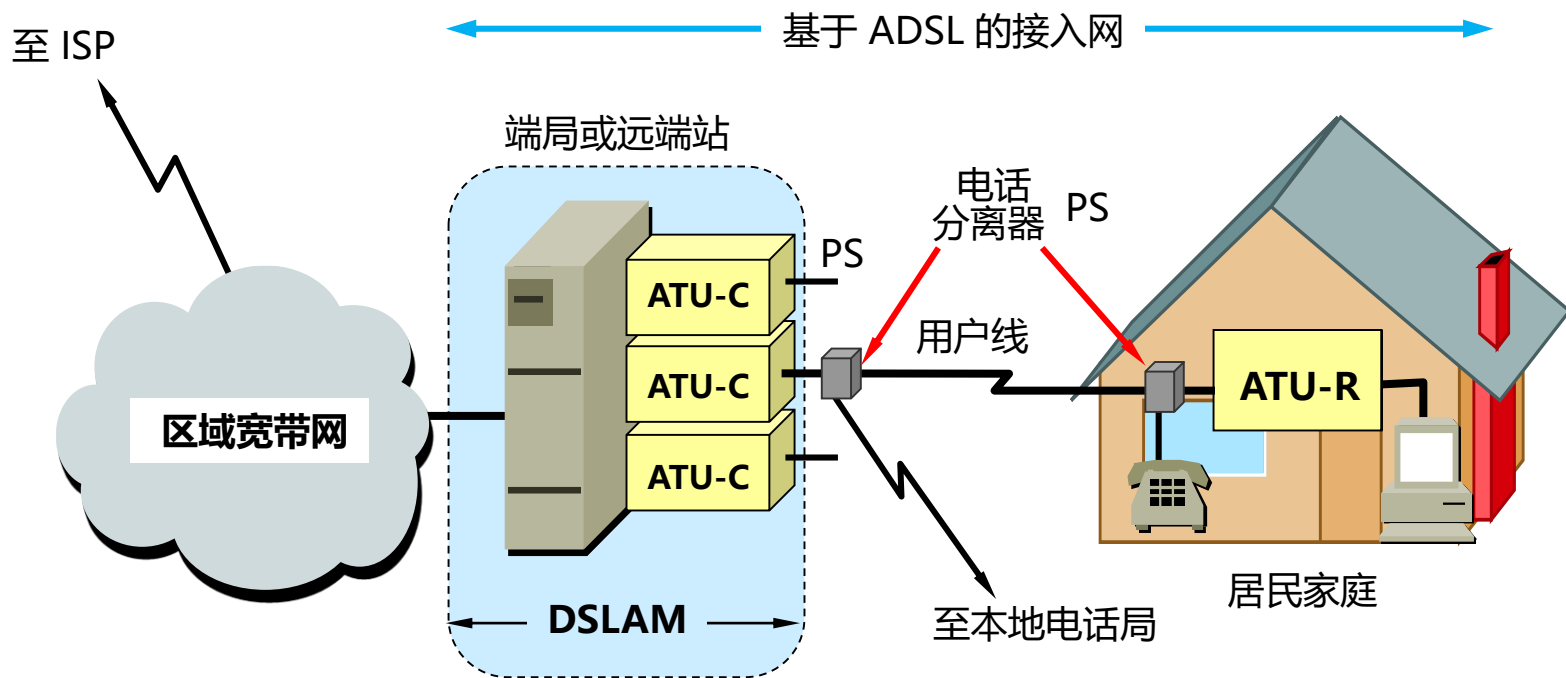 基于 ADSL 的接入网
至 ISP
端局或远端站
电话
分离器
PS
PS
ATU-C
用户线
ATU-C
ATU-R
区域宽带网
ATU-C
居民家庭
DSLAM
至本地电话局